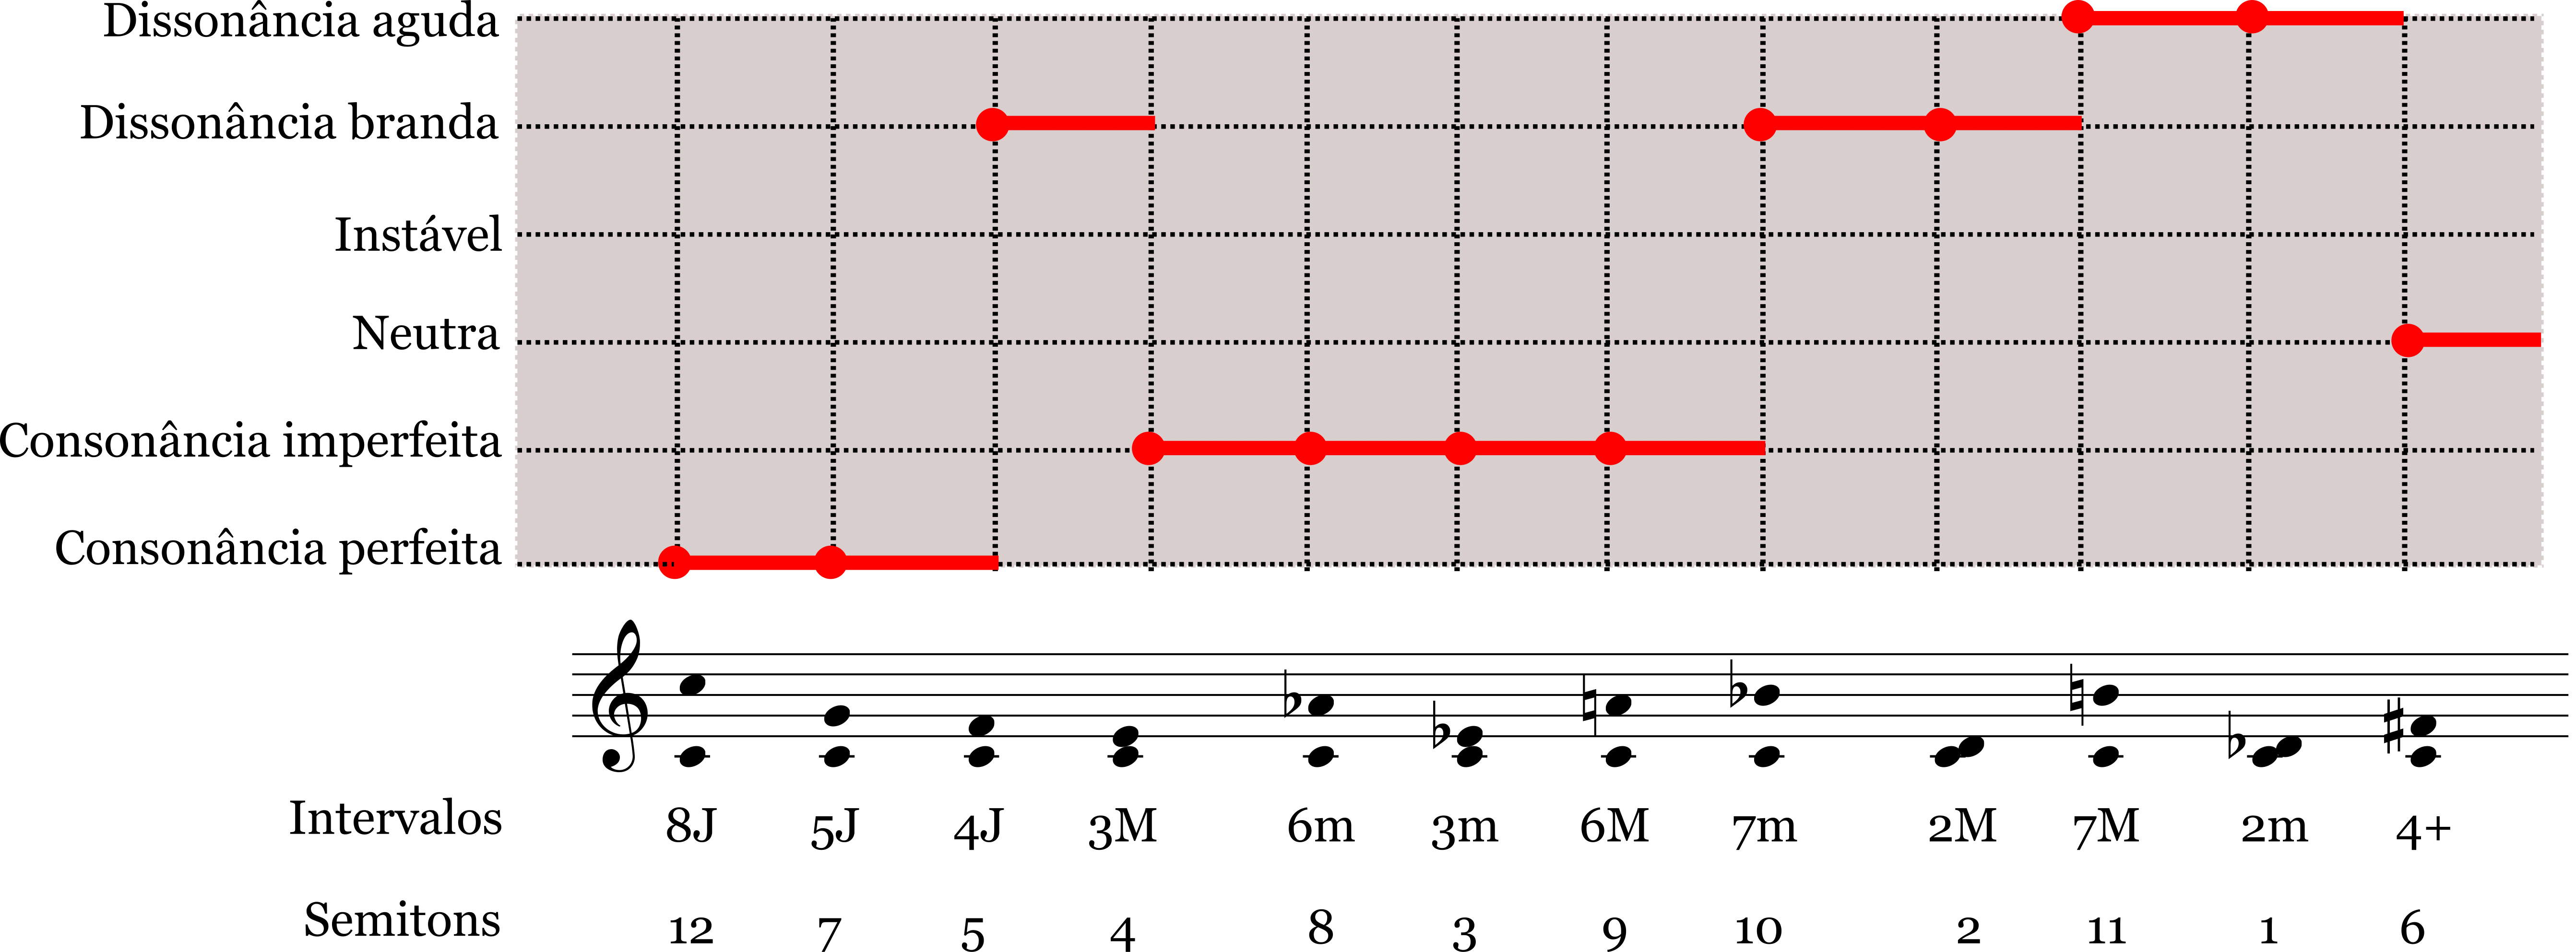 Dissonância aguda
Dissonância branda
Instável
Neutra
Consonância imperfeita
Consonância perfeita
Intervalos 8J 5J 4J 3M 6m 3m 6M 7m 2M 7M 2m 4+
Semitons 12 7 5 4 8 3 9 10 2 11 1 6